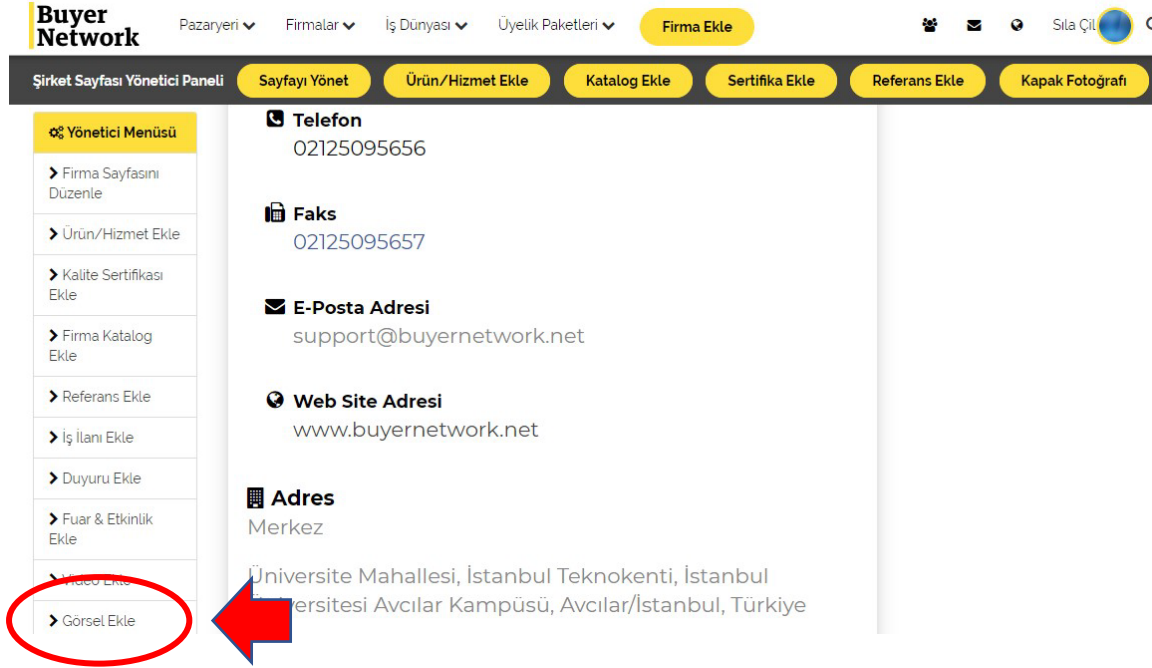 Buyer
Network
Pazaryeri
Firmalar
İş Dünyası
Üyelik Paketleri
Firma Ekle
Sıla Çil
Şirket Sayfası Yönetici Paneli
Sayfayı Yönet
Ürün/Hizmet Ekle
Katalog Ekle
Sertifika Ekle
Referans Ekle
Kapak Fotoğrafı
Yönetici Menüsü
Firma Sayfasını
Düzenle
Ürün/Hizmet Ekle
Kalite Sertifikası
Ekle
Firma Katalog
Ekle
Referans Ekle
İş İlanı Ekle
Duyuru Ekle
Fuar & Etkinlik
Ekle
Video Ekle
Görsel Ekle
Telefon
02125095656
Faks
02125095657
E-Posta Adresi
support@buyernetwork.net
Web Site Adresi
www.buyernetwork.net
Adres
Merkez
Üniversite Mahallesi, İstanbul Teknokenti, İstanbul
Üniversitesi Avcılar Kampüsü, Avcılar/İstanbul, Türkiye